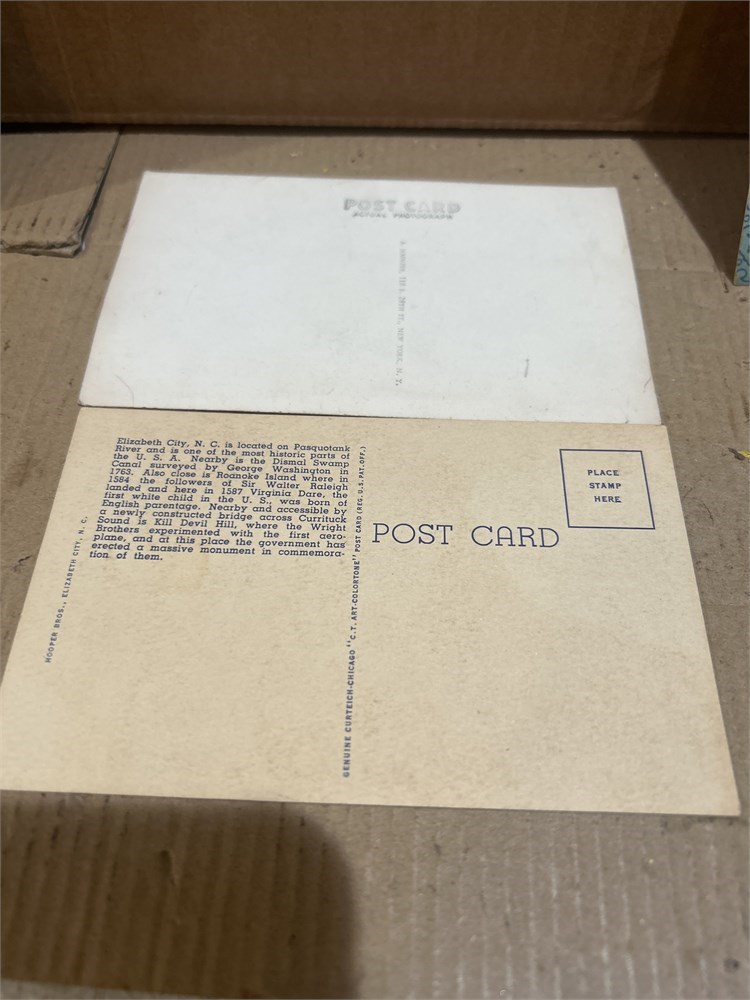 POST CARD
ACTUAL PHOTOGRAPH
NEW YORK, N. Y.
Elizabeth City, N. C. is located on Pasquotank
River and is one of the most historic parts of
the U. S. A. Nearby is the Dismal Swamp
Canal surveyed by George Washington in
1763. Also close is Roanoke Island where in
1584 the followers of Sir Walter Raleigh
landed and here in 1587 Virginia Dare, the
first white child in the U. S., was born of
English parentage. Nearby and accessible by
a newly constructed bridge across Currituck
Sound is Kill Devil Hill, where the Wright
Brothers experimented with the first aero-
plane, and at this place the government has
erected a massive monument in commemora-
tion of them.
HOOPER BROS., ELIZABETH CITY, N. C.
GENUINE CURTEICH-CHICAGO "C.T. ART-COLORTONE" POST CARD (REG. U.S. PAT. OFF.)
POST CARD
PLACE
STAMP
HERE